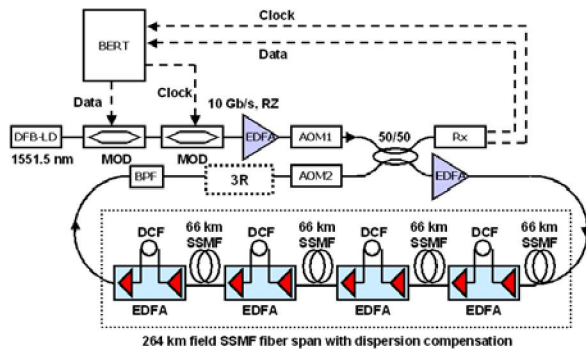 Clock
BERT
Data
Data
Clock
10 Gb/s, RZ
DFB-LD
EDFA
AOM1
50/50
Rx
1551.5 nm
MOD
MOD
BPF
3R
AOM2
EDFA
66 km
SSMF
66 km
SSMF
66 km
SSMF
66 km
SSMF
DCF
DCF
DCF
DCF
EDFA
EDFA
EDFA
EDFA
264 km field SSMF fiber span with dispersion compensation